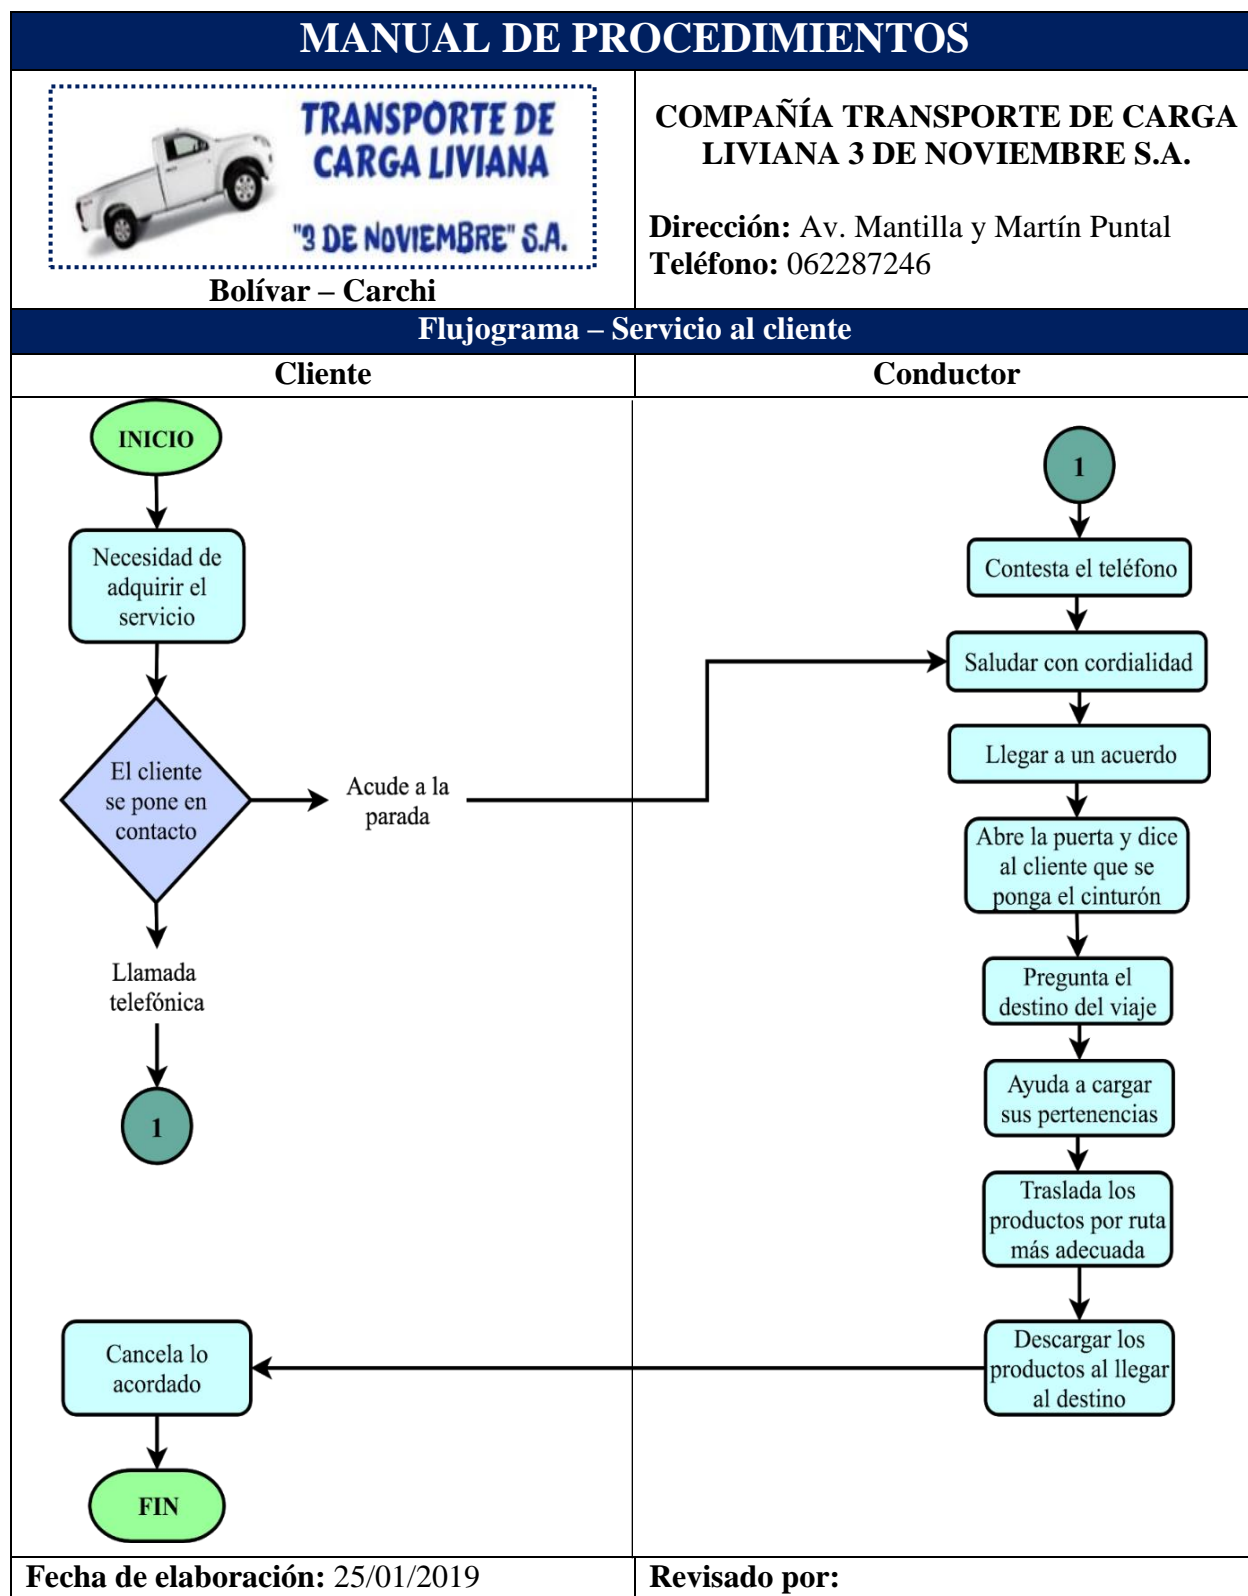 MANUAL DE PROCEDIMIENTOS
TRANSPORTE DE
CARGA LIVIANA
"3 DE NOVIEMBRE" S.A.
Bolívar – Carchi
COMPAÑÍA TRANSPORTE DE CARGA
LIVIANA 3 DE NOVIEMBRE S.A.
Dirección: Av. Mantilla y Martín Puntal
Teléfono: 062287246
Flujograma – Servicio al cliente
Cliente
Conductor
INICIO
Necesidad de
adquirir el
servicio
El cliente
se pone en
contacto
Acude a la
parada
Llamada
telefónica
1
1
Contesta el teléfono
Saludar con cordialidad
Llegar a un acuerdo
Abre la puerta y dice
al cliente que se
ponga el cinturón
Pregunta el
destino del viaje
Ayuda a cargar
sus pertenencias
Traslada los
productos por ruta
más adecuada
Descargar los
productos al llegar
al destino
Cancela lo
acordado
FIN
Fecha de elaboración: 25/01/2019
Revisado por: